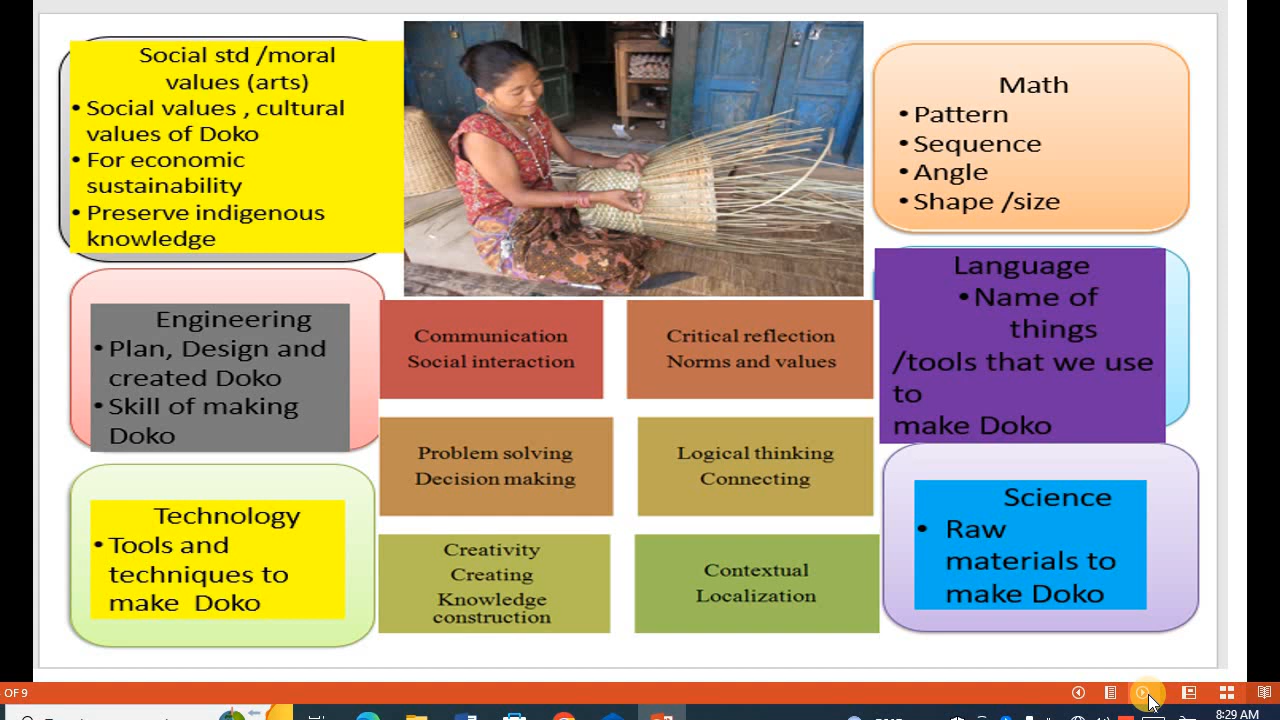 Social std /moral
values (arts)
• Social values , cultural
values of Doko
• For economic
sustainability
• Preserve indigenous
knowledge
Math
• Pattern
• Sequence
• Angle
• Shape /size
Engineering
• Plan, Design and
created Doko
• Skill of making
Doko
Communication
Social interaction
Critical reflection
Norms and values
Language
• Name of
things
/tools that we use
to
make Doko
Problem solving
Decision making
Logical thinking
Connecting
Technology
• Tools and
techniques to
make Doko
Creativity
Creating
Knowledge
construction
Contextual
Localization
Science
• Raw
materials to
make Doko
OF 9
8:29 AM